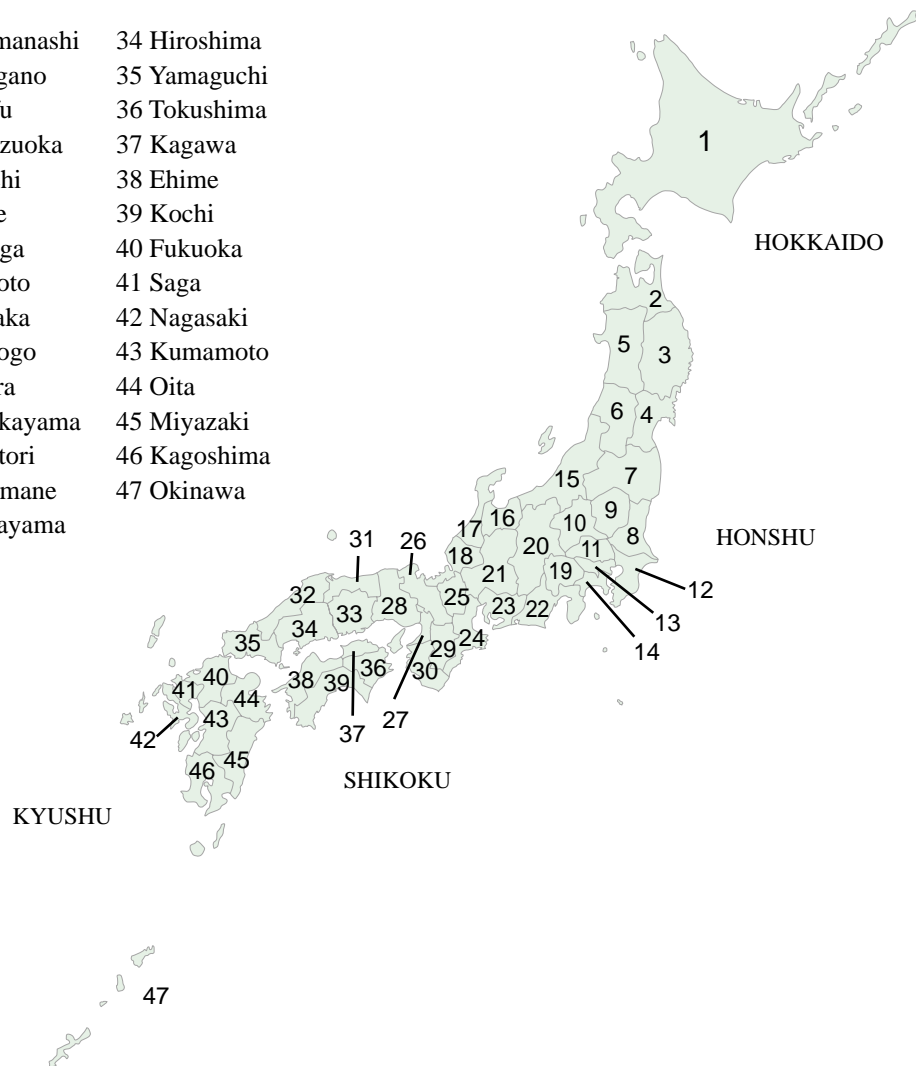 manashi 34 Hiroshima
gano 35 Yamaguchi
u 36 Tokushima
zuoka 37 Kagawa
hi 38 Ehime
e 39 Kochi
ga 40 Fukuoka
oto 41 Saga
aka 42 Nagasaki
ogo 43 Kumamoto
ra 44 Oita
kayama 45 Miyazaki
tori 46 Kagoshima
mane 47 Okinawa
ayama
1
HOKKAIDO
2
5
3
6
4
7
15
9
16
10
17
8
HONSHU
31
26
18
20
11
21
19
12
32
25
28
23
22
33
13
34
24
35
29
14
36
30
40
38
39
41
44
43
27
37
42
45
46
SHIKOKU
KYUSHU
47